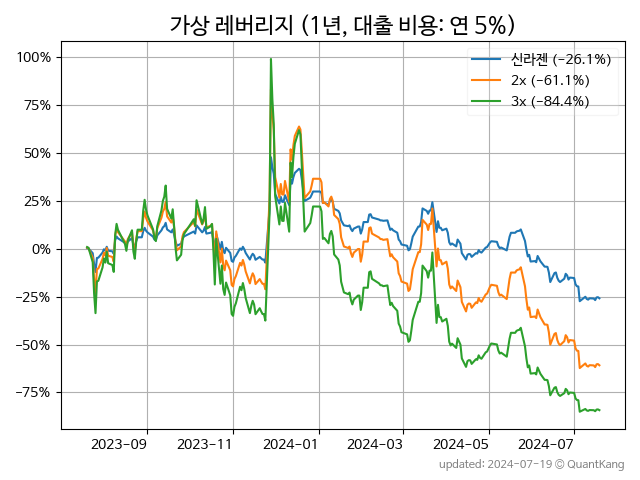 가상 레버리지 (1년, 대출 비용: 연 5%)
신라젠 (−26.1%)
2x (−61.1%)
3x (−84.4%)
100%
75%
50%
25%
0%
−25%
−50%
−75%
2023-09
2023-11
2024-01
2024-03
2024-05
2024-07
updated: 2024-07-19 © QuantKang